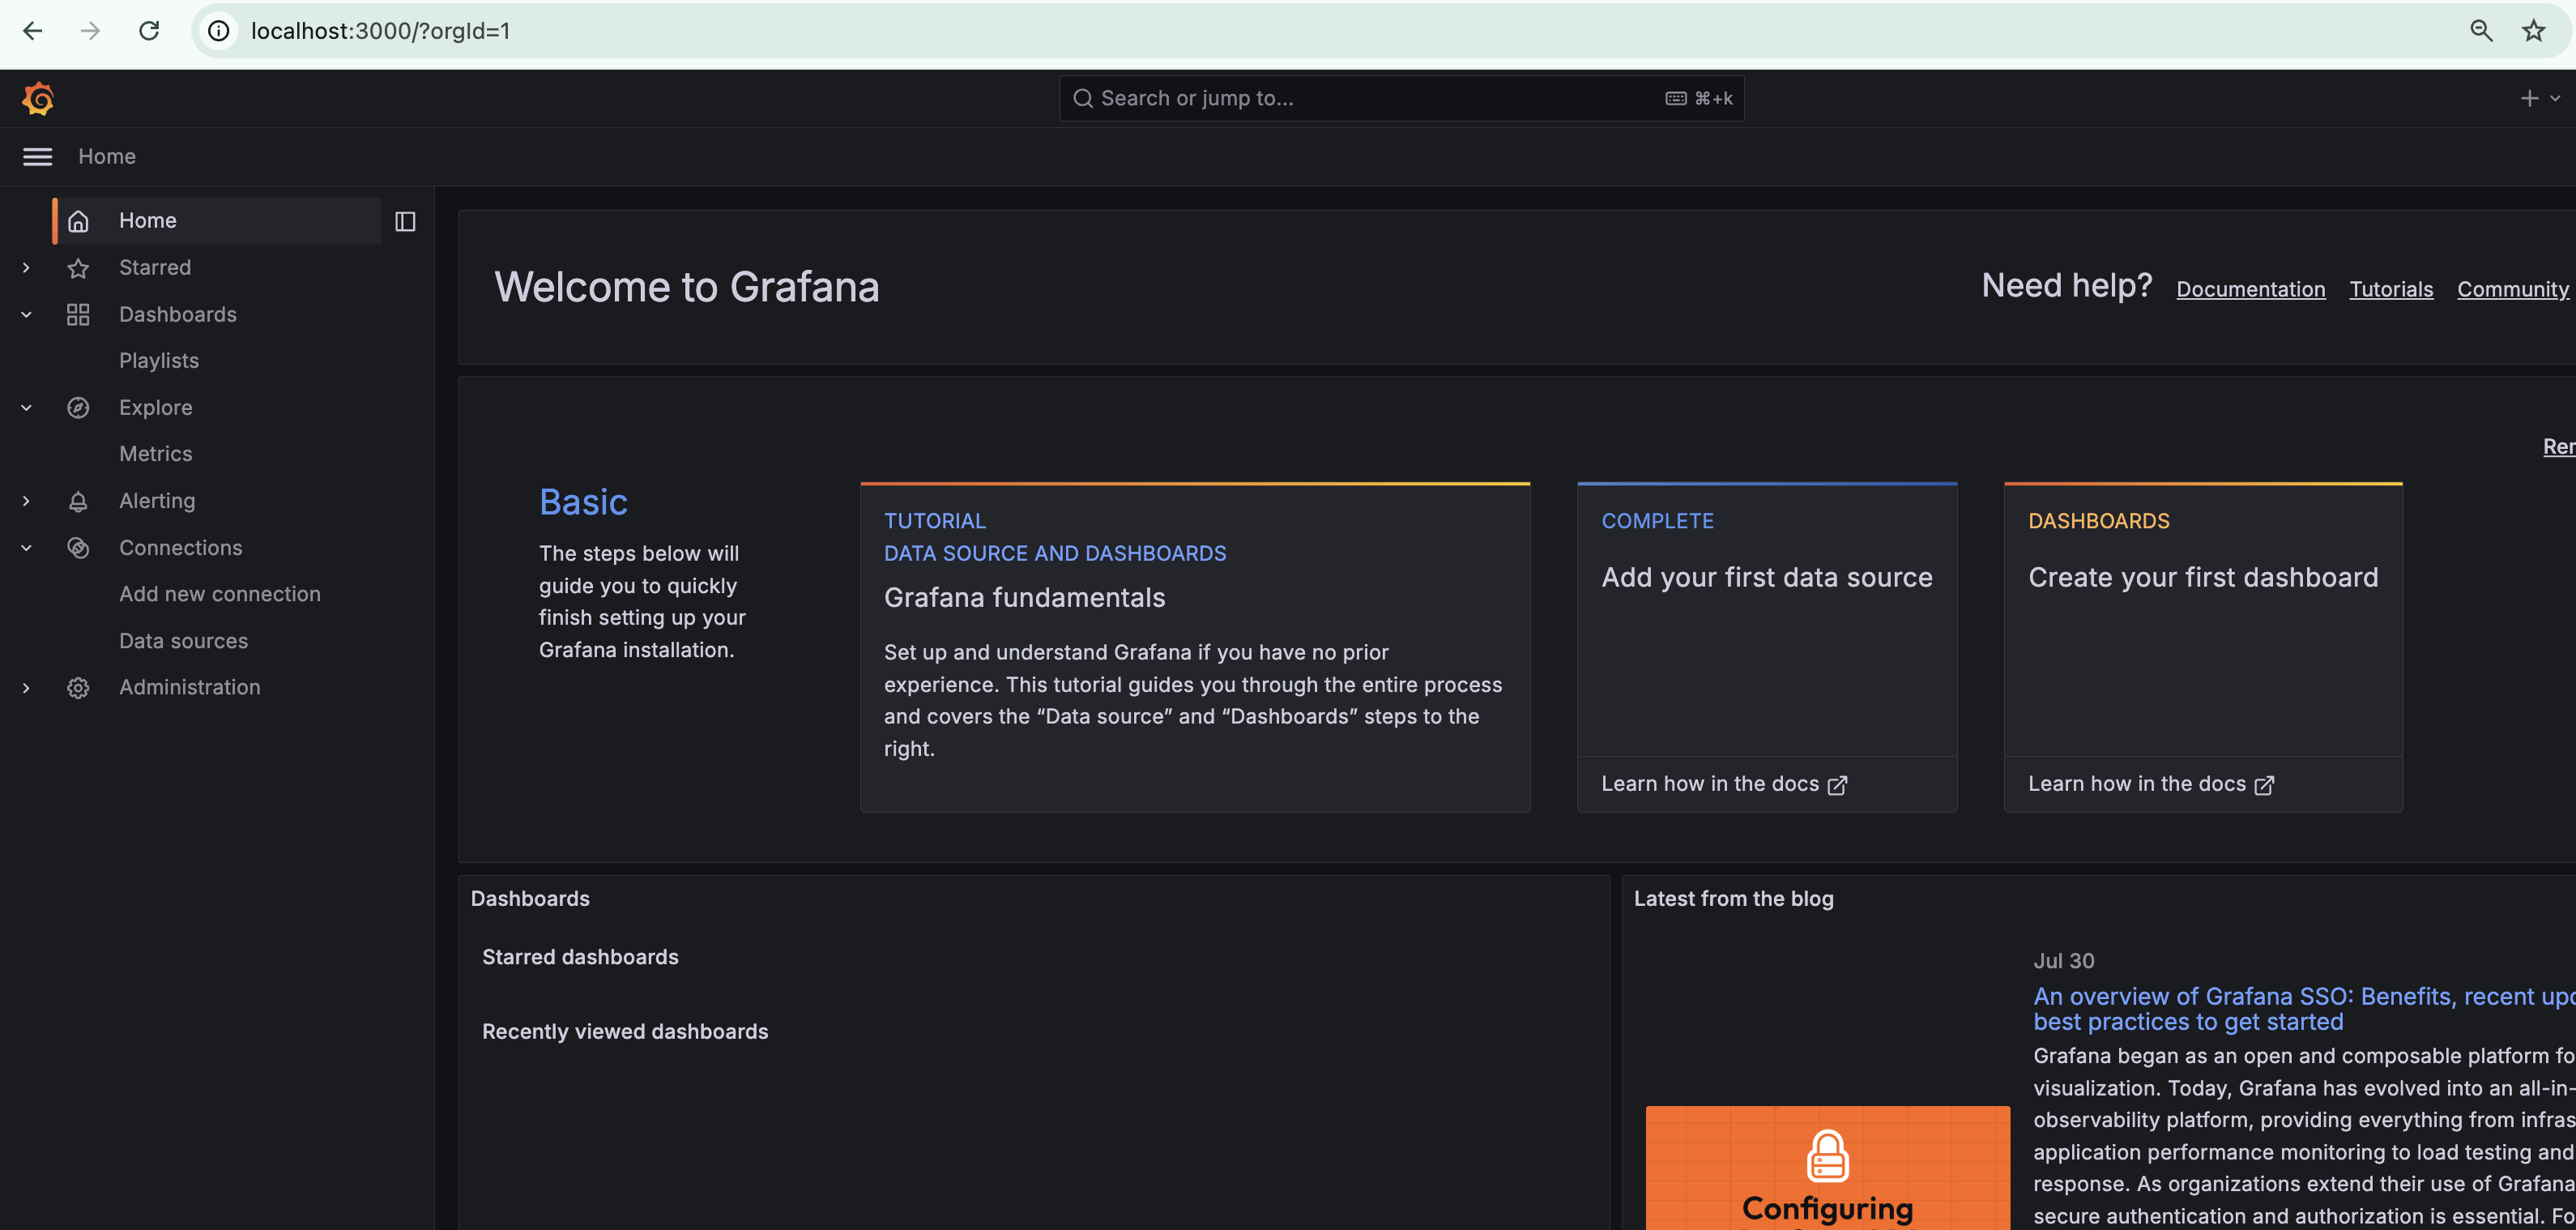 localhost:3000/?orgId=1
Search or jump to...
⌘+k
Home
Home
Starred
Dashboards
Playlists
Explore
Metrics
Alerting
Connections
Add new connection
Data sources
Administration
Welcome to Grafana
Need help?
Documentation
Tutorials
Community
Basic
The steps below will
guide you to quickly
finish setting up your
Grafana installation.
TUTORIAL
DATA SOURCE AND DASHBOARDS
Grafana fundamentals
Set up and understand Grafana if you have no prior
experience. This tutorial guides you through the entire process
and covers the “Data source” and “Dashboards” steps to the
right.
COMPLETE
Add your first data source
Learn how in the docs
DASHBOARDS
Create your first dashboard
Learn how in the docs
Dashboards
Starred dashboards
Recently viewed dashboards
Latest from the blog
Jul 30
An overview of Grafana SSO: Benefits, recent
best practices to get started
Grafana began as an open and composable platform
visualization. Today, Grafana has evolved into an all-in-
observability platform, providing everything from
application performance monitoring to load testing and
response. As organizations extend their use of Grafana
secure authentication and authorization is essential.
Configuring